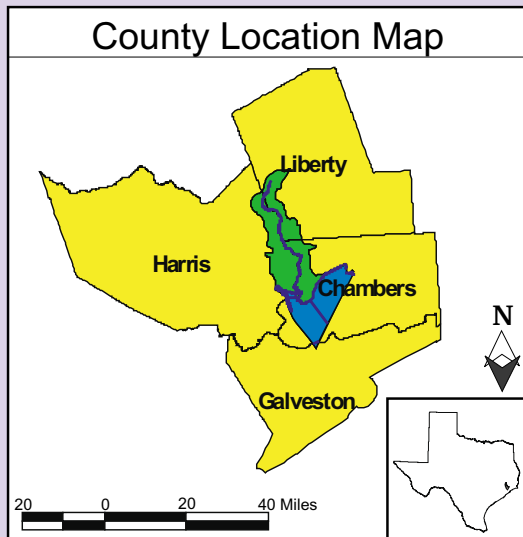 County Location Map
Liberty
Harris
Chambers
N
Galveston
20 0 20 40 Miles